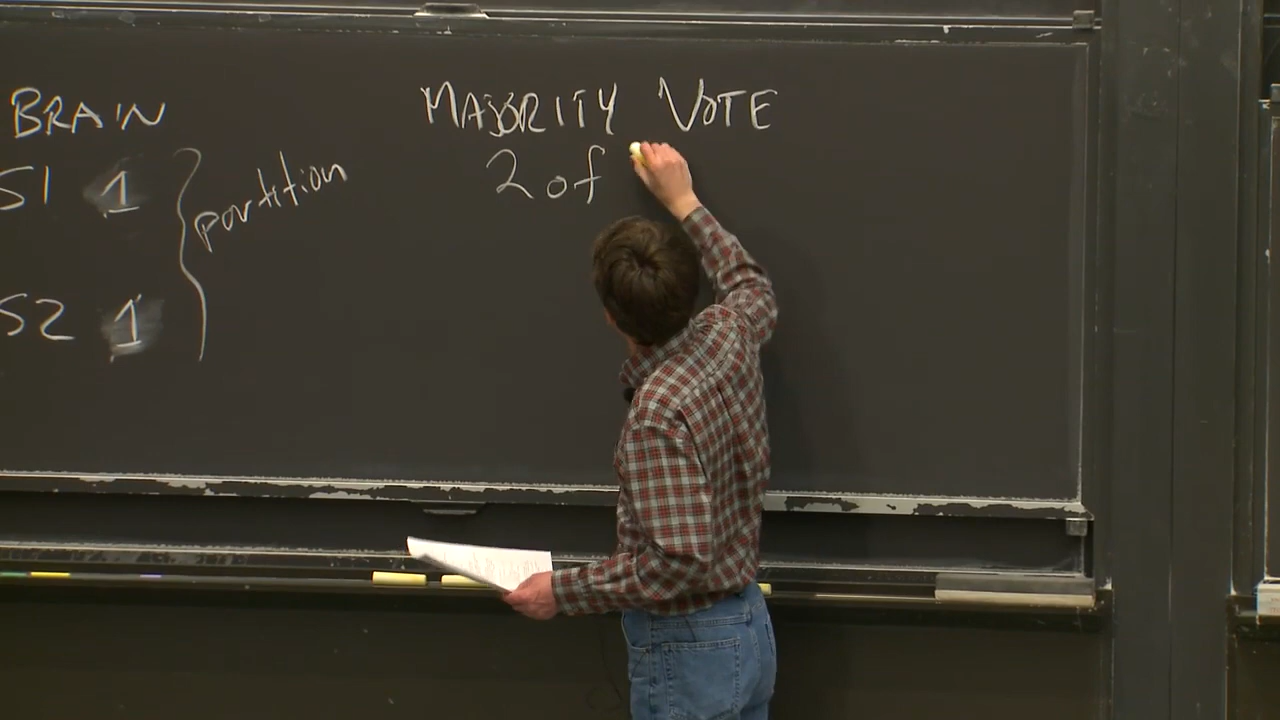 BRAIN
S1 1
partition
S2 1
MAJORITY VOTE
2 of